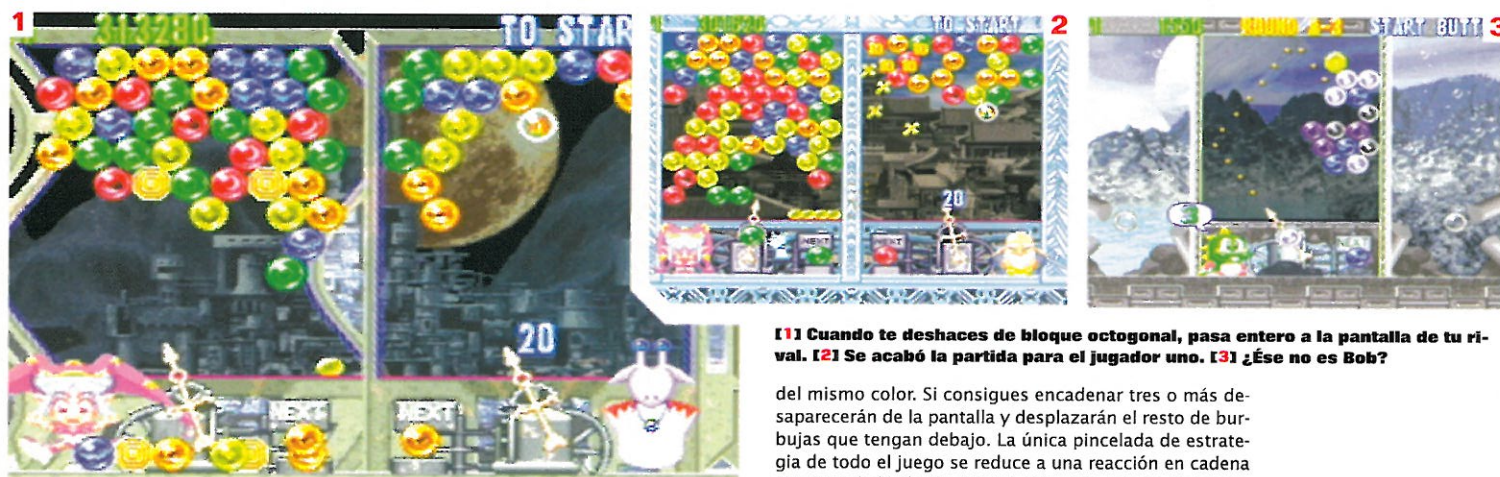 1
313280
TO STAR
20
NEXT
NEXT
2
TO START
20
NEXT
NEXT
3
START BUTT
3
NEXT
[1] Cuando te deshaces de bloque octogonal, pasa entero a la pantalla de tu ri-
val. [2] Se acabó la partida para el jugador uno. [3] ¿Ése no es Bob?
del mismo color. Si consigues encadenar tres o más de-
saparecerán de la pantalla y desplazarán el resto de bur-
bujas que tengan debajo. La única pincelada de estrate-
gia de todo el juego se reduce a una reacción en cadena